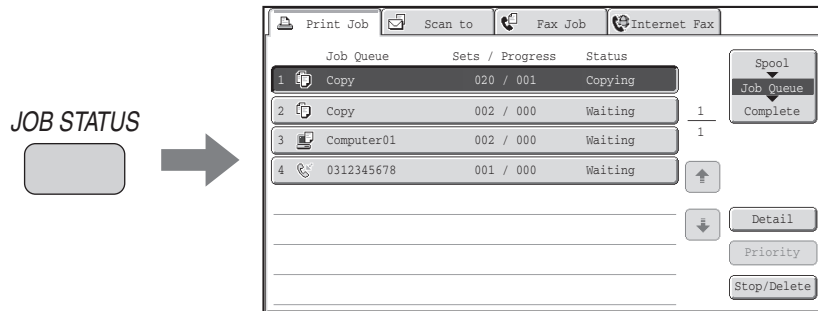 JOB STATUS
Print Job Scan to Fax Job Internet Fax
Job Queue Sets / Progress Status
1 Copy 020 / 001 Copying
2 Copy 002 / 000 Waiting
3 Computer01 002 / 000 Waiting
4 0312345678 001 / 000 Waiting
1
1
Spool
Job Queue
Complete
Detail
Priority
Stop/Delete